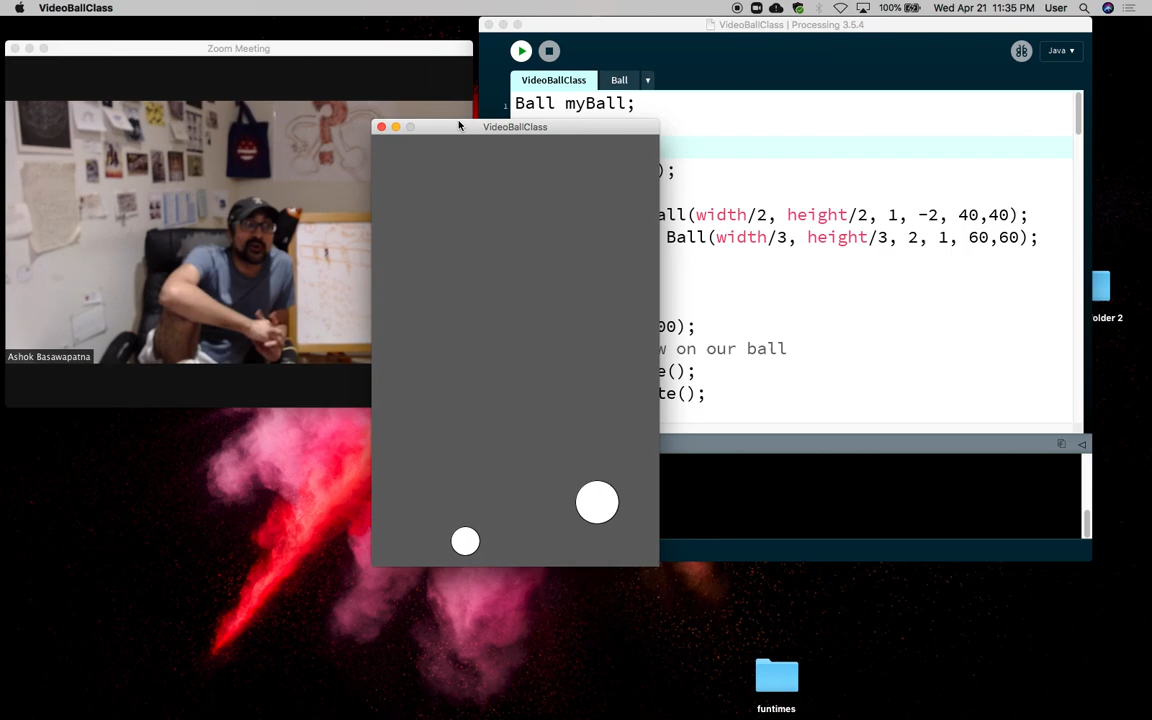 VideoBallClass
100%
Wed Apr 21 11:35 PM
User
Zoom Meeting
VideoBallClass | Processing 3.5.4
Java ▾
VideoBallClass
Ball
1
Ball myBall;
VideoBallClass
);
all(width/2, height/2, 1, -2, 40,40);
Ball(width/3, height/3, 2, 1, 60,60);
00);
w on our ball
e();
te();
older 2
Ashok Basawapatna
funtimes